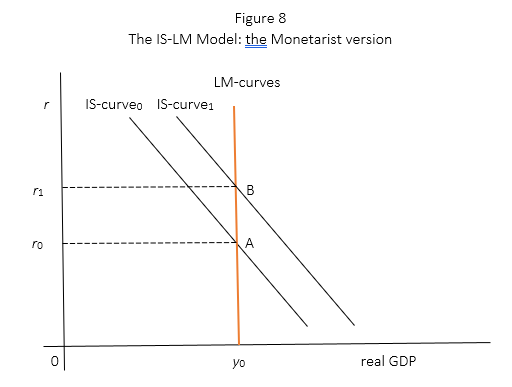 Figure 8
The IS-LM Model: the Monetarist version
LM-curves
r IS-curve₀ IS-curve₁
r₁ B
r₀ A
0 y₀ real GDP